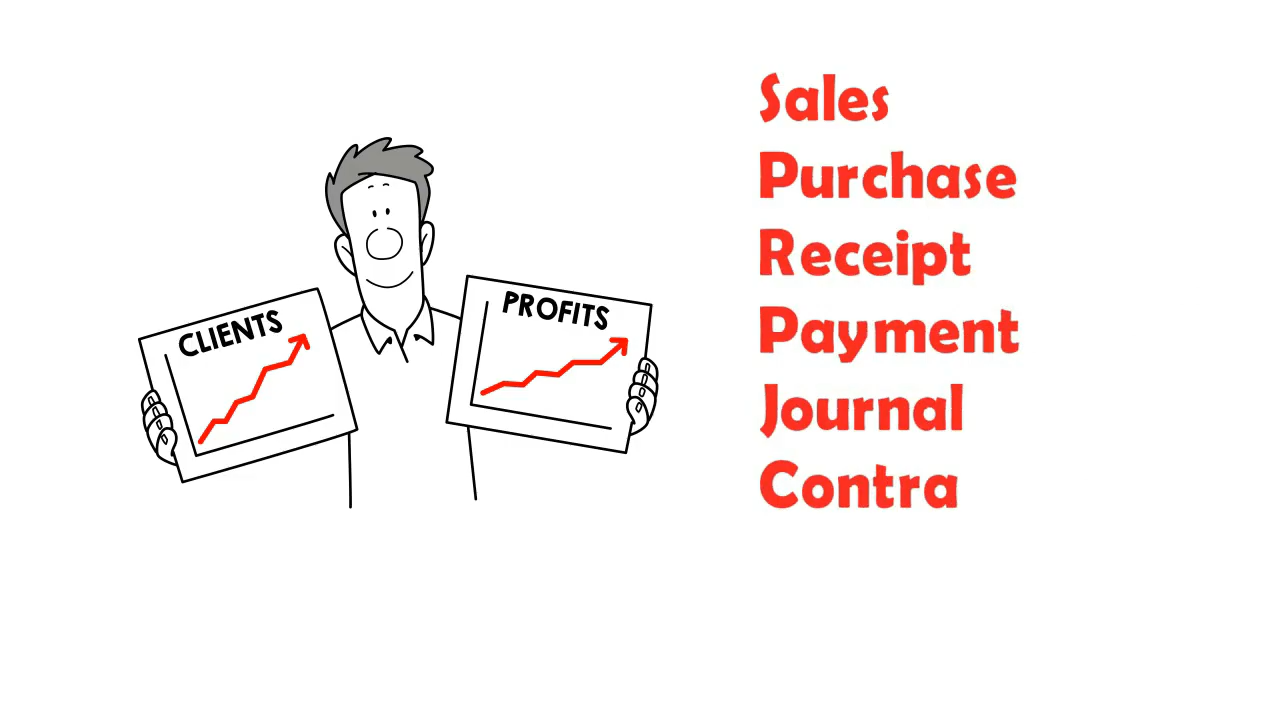 CLIENTS
PROFITS
Sales
Purchase
Receipt
Payment
Journal
Contra